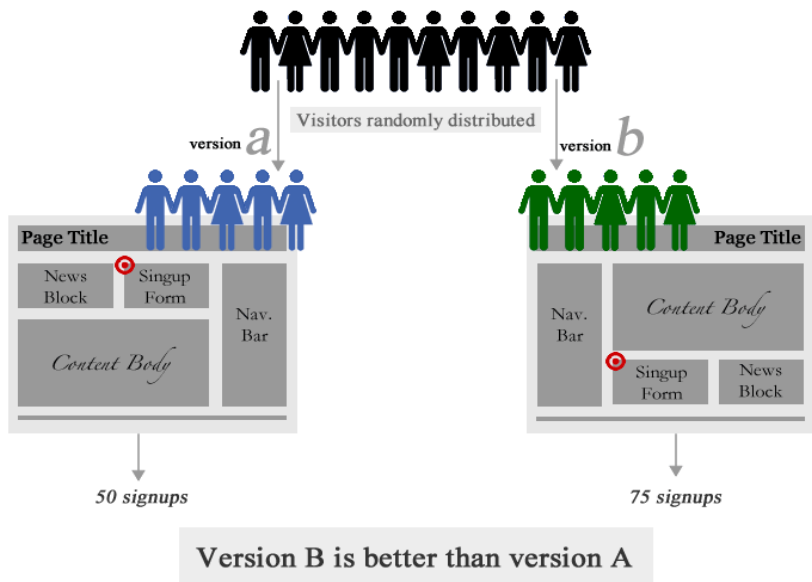 Visitors randomly distributed
version a
version b
Page Title
News
Block
Singup
Form
Nav.
Bar
Content Body
50 signups
Page Title
Nav.
Bar
Content Body
Singup
Form
News
Block
75 signups
Version B is better than version A